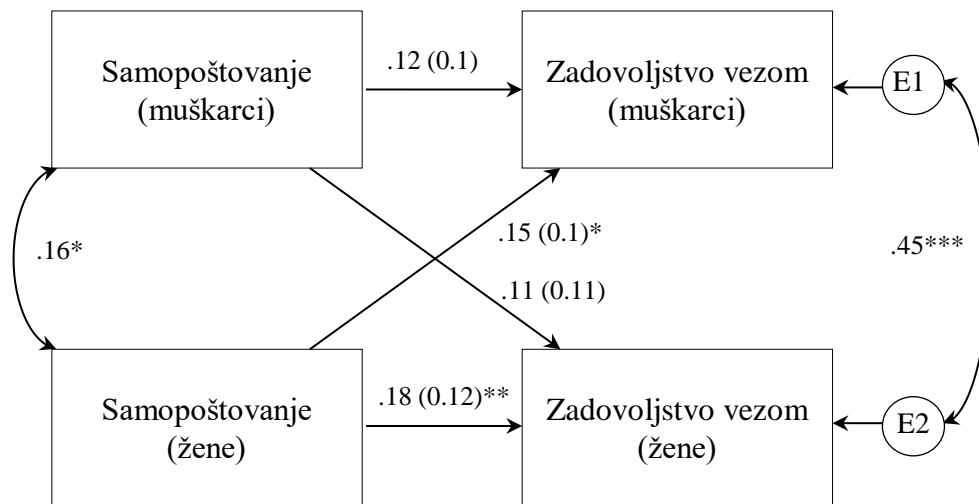 Samopoštovanje
(muškarci)
.12 (0.1)
Zadovoljstvo vezom
(muškarci)
E1
.16*
.15 (0.1)*
.11 (0.11)
.45***
Samopoštovanje
(žene)
.18 (0.12)**
Zadovoljstvo vezom
(žene)
E2